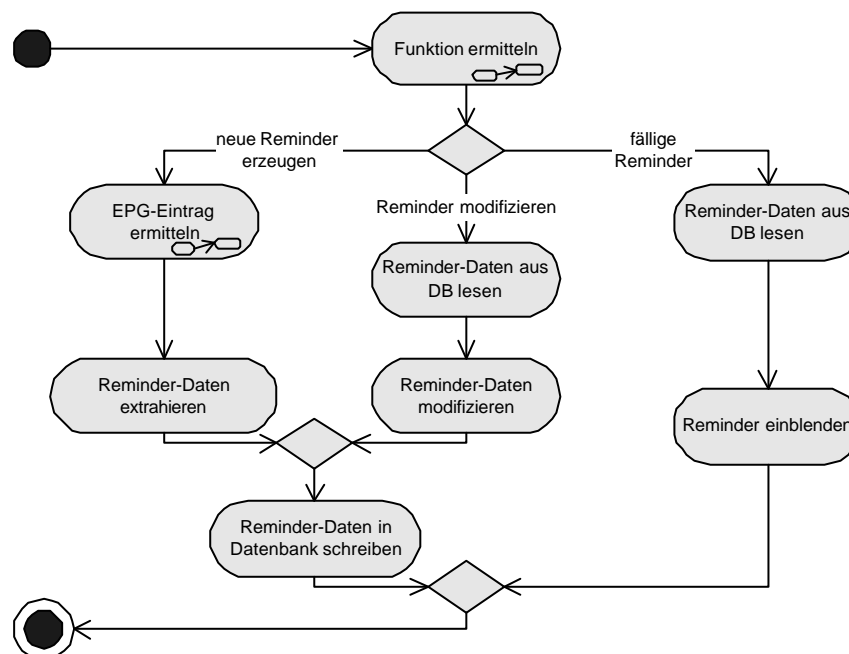 Funktion ermitteln
neue Reminder
erzeugen
fällige
Reminder
EPG-Eintrag
ermitteln
Reminder modifizieren
Reminder-Daten aus
DB lesen
Reminder-Daten aus
DB lesen
Reminder-Daten
extrahieren
Reminder-Daten
modifizieren
Reminder einblenden
Reminder-Daten in
Datenbank schreiben